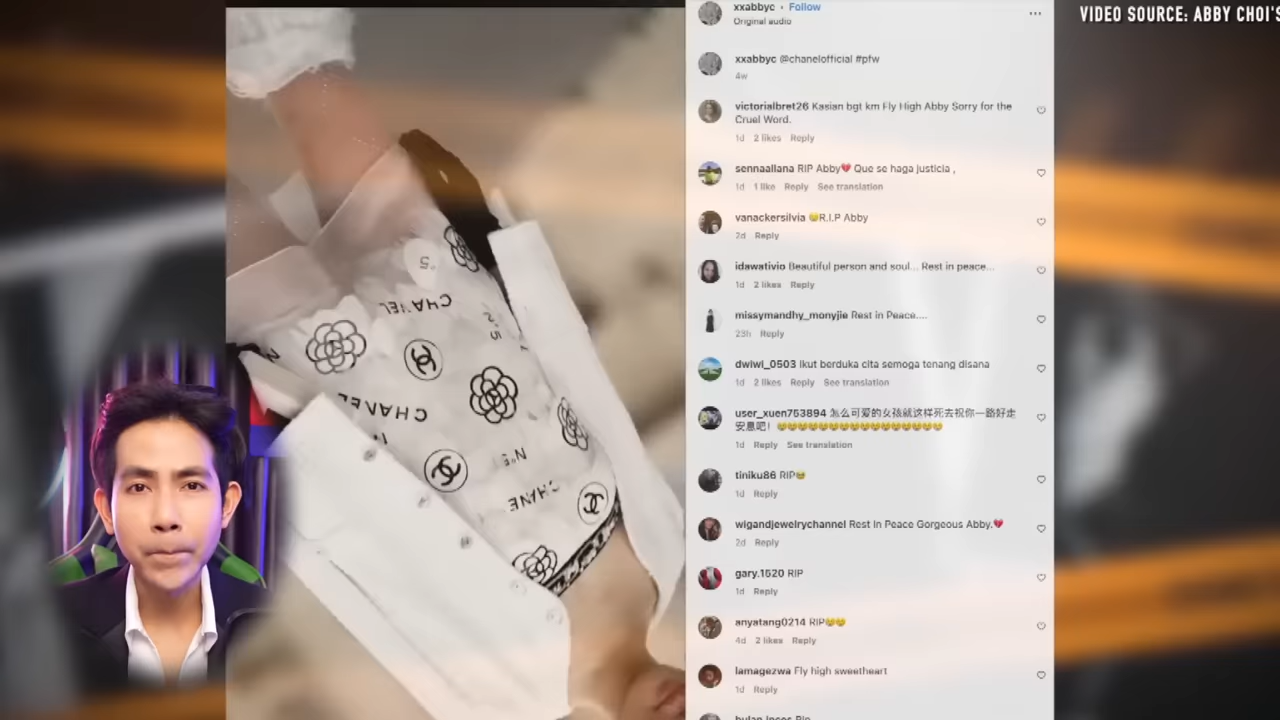 VIDEO SOURCE: ABBY CHOI'S
xxabbyc • Follow
Original audio
xxabbyc @chanelofficial #pfw
4w
victorialbret26 Kasian bgt km Fly High Abby Sorry for the
Cruel Word.
1d 2 likes Reply
sennaallana RIP Abby💔 Que se haga justicia ,
1d 1 like Reply See translation
vanackersilvia 😢R.I.P Abby
2d Reply
idawativio Beautiful person and soul... Rest in peace...
1d 2 likes Reply
missymandhy_monyjie Rest in Peace....
23h Reply
dwiwi_0503 Ikut berduka cita semoga tenang disana
1d 2 likes Reply See translation
user_xuen753894 怎么可爱的女孩就这样死去祝你一路好走
安息吧！😢😢😢😢😢😢😢😢😢😢😢😢😢😢😢😢
1d Reply See translation
tiniku86 RIP😢
1d Reply
wigandjewelrychannel Rest In Peace Gorgeous Abby.💔
2d Reply
gary.1520 RIP
1d Reply
anyatang0214 RIP😢😢
4d 2 likes Reply
lamagezwa Fly high sweetheart
1d Reply
5
CHANEL
N°5
CHANEL
N°5
CHANE